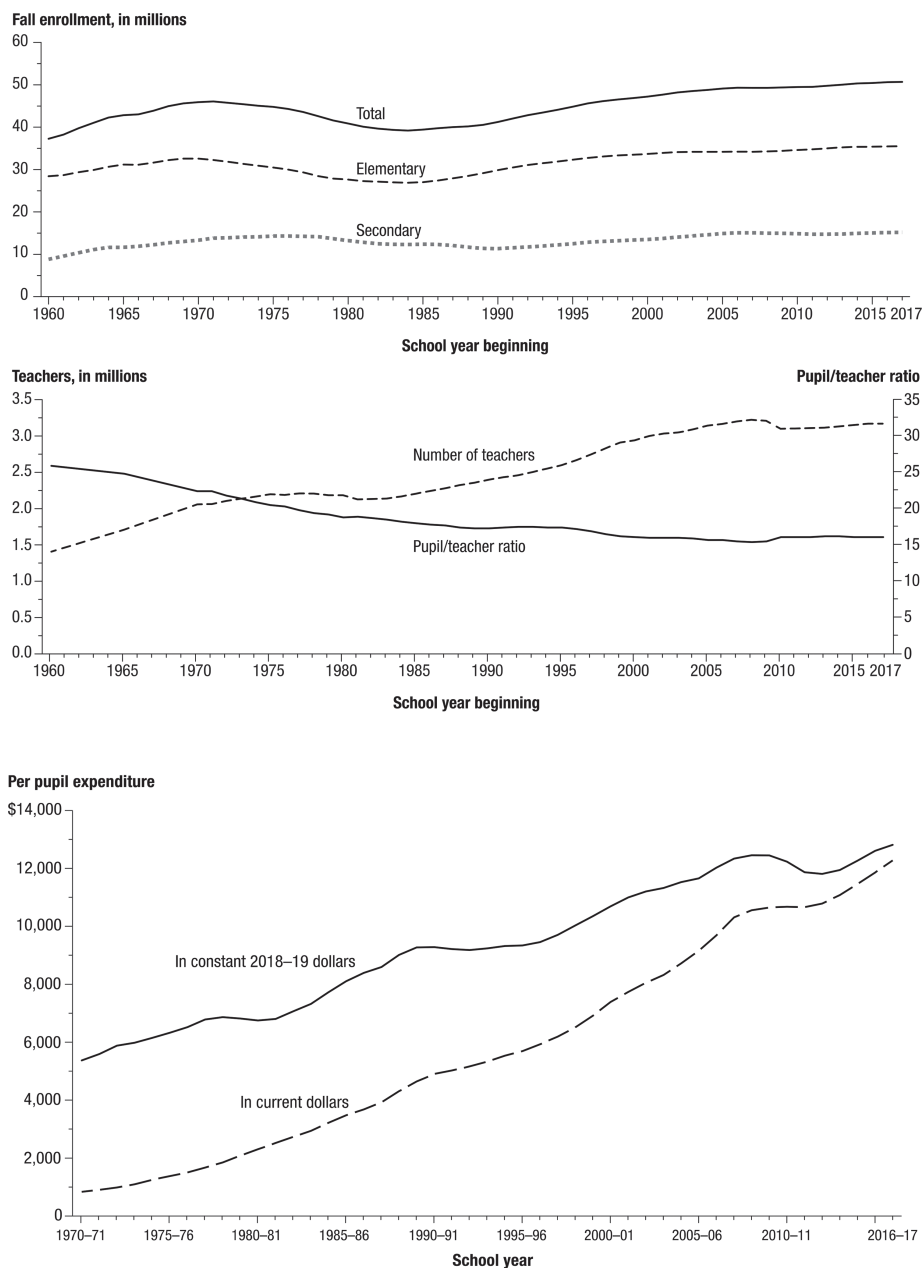 Fall enrollment, in millions
60
50
40
30
20
10
0
Total
Elementary
Secondary
1960 1965 1970 1975 1980 1985 1990 1995 2000 2005 2010 2015 2017
School year beginning
Teachers, in millions Pupil/teacher ratio
3.5 35
3.0 30
2.5 25
2.0 20
1.5 15
1.0 10
0.5 5
0.0 0
Number of teachers
Pupil/teacher ratio
1960 1965 1970 1975 1980 1985 1990 1995 2000 2005 2010 2015 2017
School year beginning
Per pupil expenditure
$14,000
12,000
10,000
8,000
6,000
4,000
2,000
0
In constant 2018–19 dollars
In current dollars
1970–71 1975–76 1980–81 1985–86 1990–91 1995–96 2000–01 2005–06 2010–11 2016–17
School year